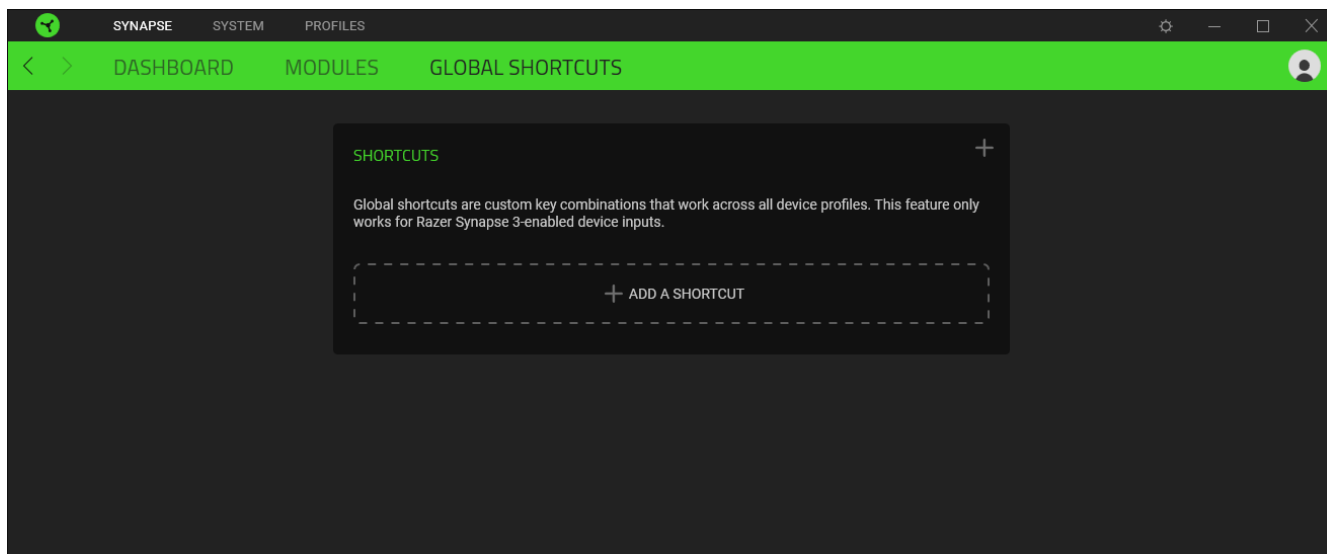 SYNAPSE SYSTEM PROFILES
DASHBOARD MODULES GLOBAL SHORTCUTS
SHORTCUTS
Global shortcuts are custom key combinations that work across all device profiles. This feature only
works for Razer Synapse 3-enabled device inputs.
ADD A SHORTCUT